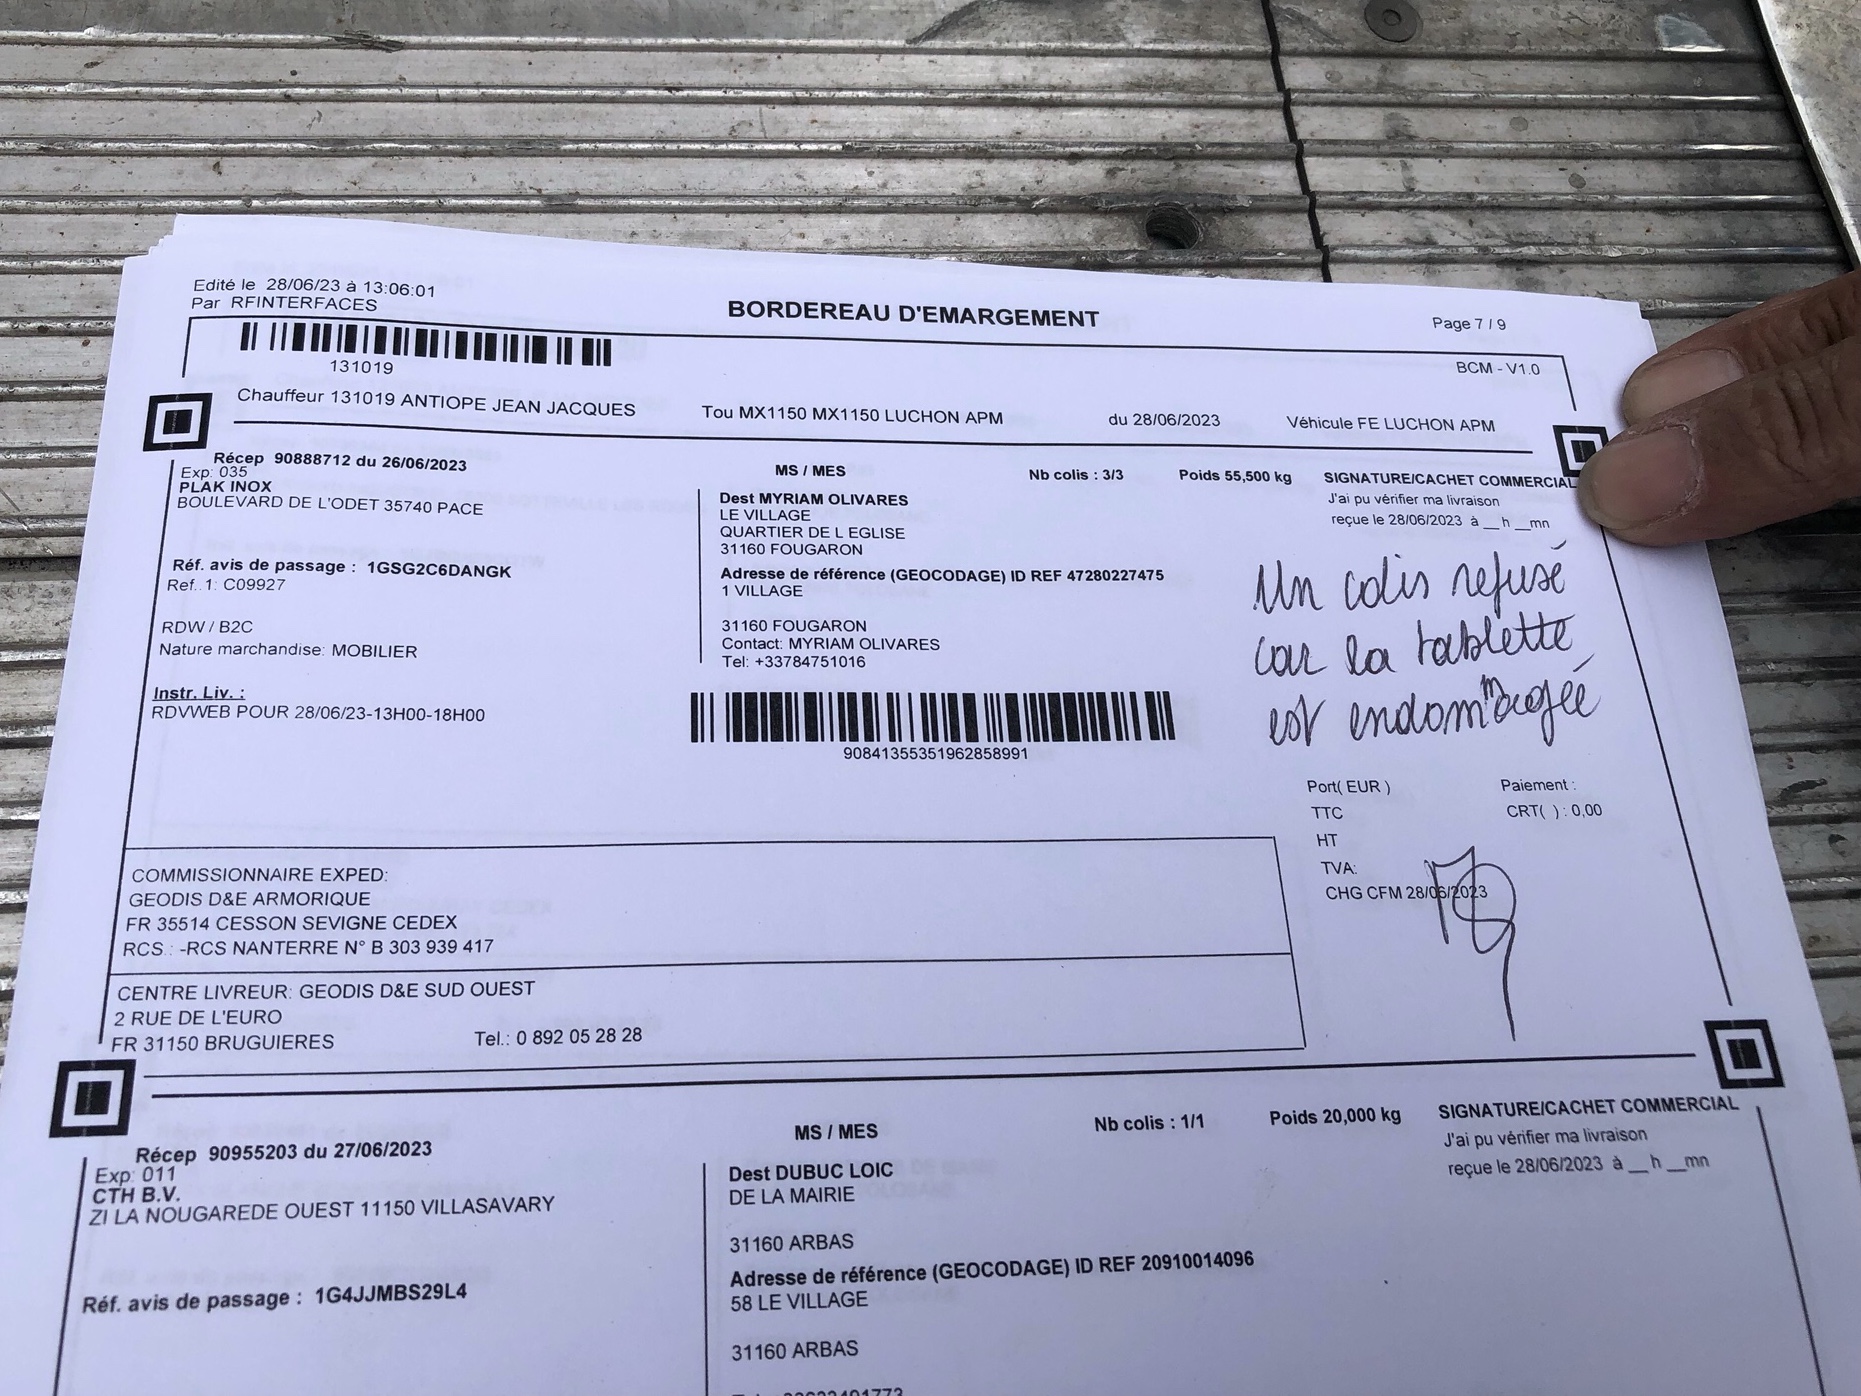 Edité le 28/06/23 à 13:06:01
Par RFINTERFACES
BORDEREAU D'EMARGEMENT
Page 7 / 9
131019
BCM - V1.0
Chauffeur 131019 ANTIOPE JEAN JACQUES
Tou MX1150 MX1150 LUCHON APM
du 28/06/2023
Véhicule FE LUCHON APM
Récep 90888712 du 26/06/2023
Exp: 035
PLAK INOX
BOULEVARD DE L'ODET 35740 PACE
Réf. avis de passage : 1GSG2C6DANGK
Ref. 1: C09927
RDW / B2C
Nature marchandise: MOBILIER
Instr. Liv. :
RDVWEB POUR 28/06/23-13H00-18H00
MS / MES
Nb colis : 3/3
Poids 55,500 kg
Dest MYRIAM OLIVARES
LE VILLAGE
QUARTIER DE L EGLISE
31160 FOUGARON
Adresse de référence (GEOCODAGE) ID REF 47280227475
1 VILLAGE
31160 FOUGARON
Contact: MYRIAM OLIVARES
Tel: +33784751016
90841355351962858991
SIGNATURE/CACHET COMMERCIAL
J'ai pu vérifier ma livraison
reçue le 28/06/2023 à __ h __mn
Un colis refusé
car la tablette
est endommagée
Port( EUR )
Paiement :
TTC
CRT( ) : 0,00
HT
TVA:
CHG CFM 28/06/2023
COMMISSIONNAIRE EXPED:
GEODIS D&E ARMORIQUE
FR 35514 CESSON SEVIGNE CEDEX
RCS : -RCS NANTERRE N° B 303 939 417
CENTRE LIVREUR: GEODIS D&E SUD OUEST
2 RUE DE L'EURO
FR 31150 BRUGUIERES
Tel.: 0 892 05 28 28
Récep 90955203 du 27/06/2023
Exp: 011
CTH B.V.
ZI LA NOUGAREDE OUEST 11150 VILLASAVARY
Réf. avis de passage : 1G4JJMBS29L4
MS / MES
Nb colis : 1/1
Poids 20,000 kg
Dest DUBUC LOIC
DE LA MAIRIE
31160 ARBAS
Adresse de référence (GEOCODAGE) ID REF 20910014096
58 LE VILLAGE
31160 ARBAS
SIGNATURE/CACHET COMMERCIAL
J'ai pu vérifier ma livraison
reçue le 28/06/2023 à __ h __mn